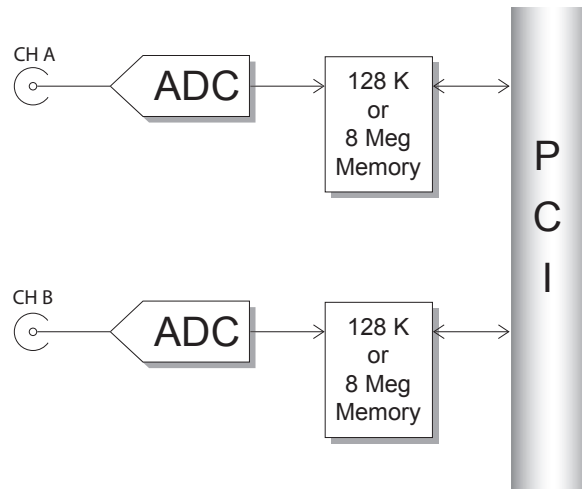 CH A
ADC
128 K
or
8 Meg
Memory
P
C
I
CH B
ADC
128 K
or
8 Meg
Memory